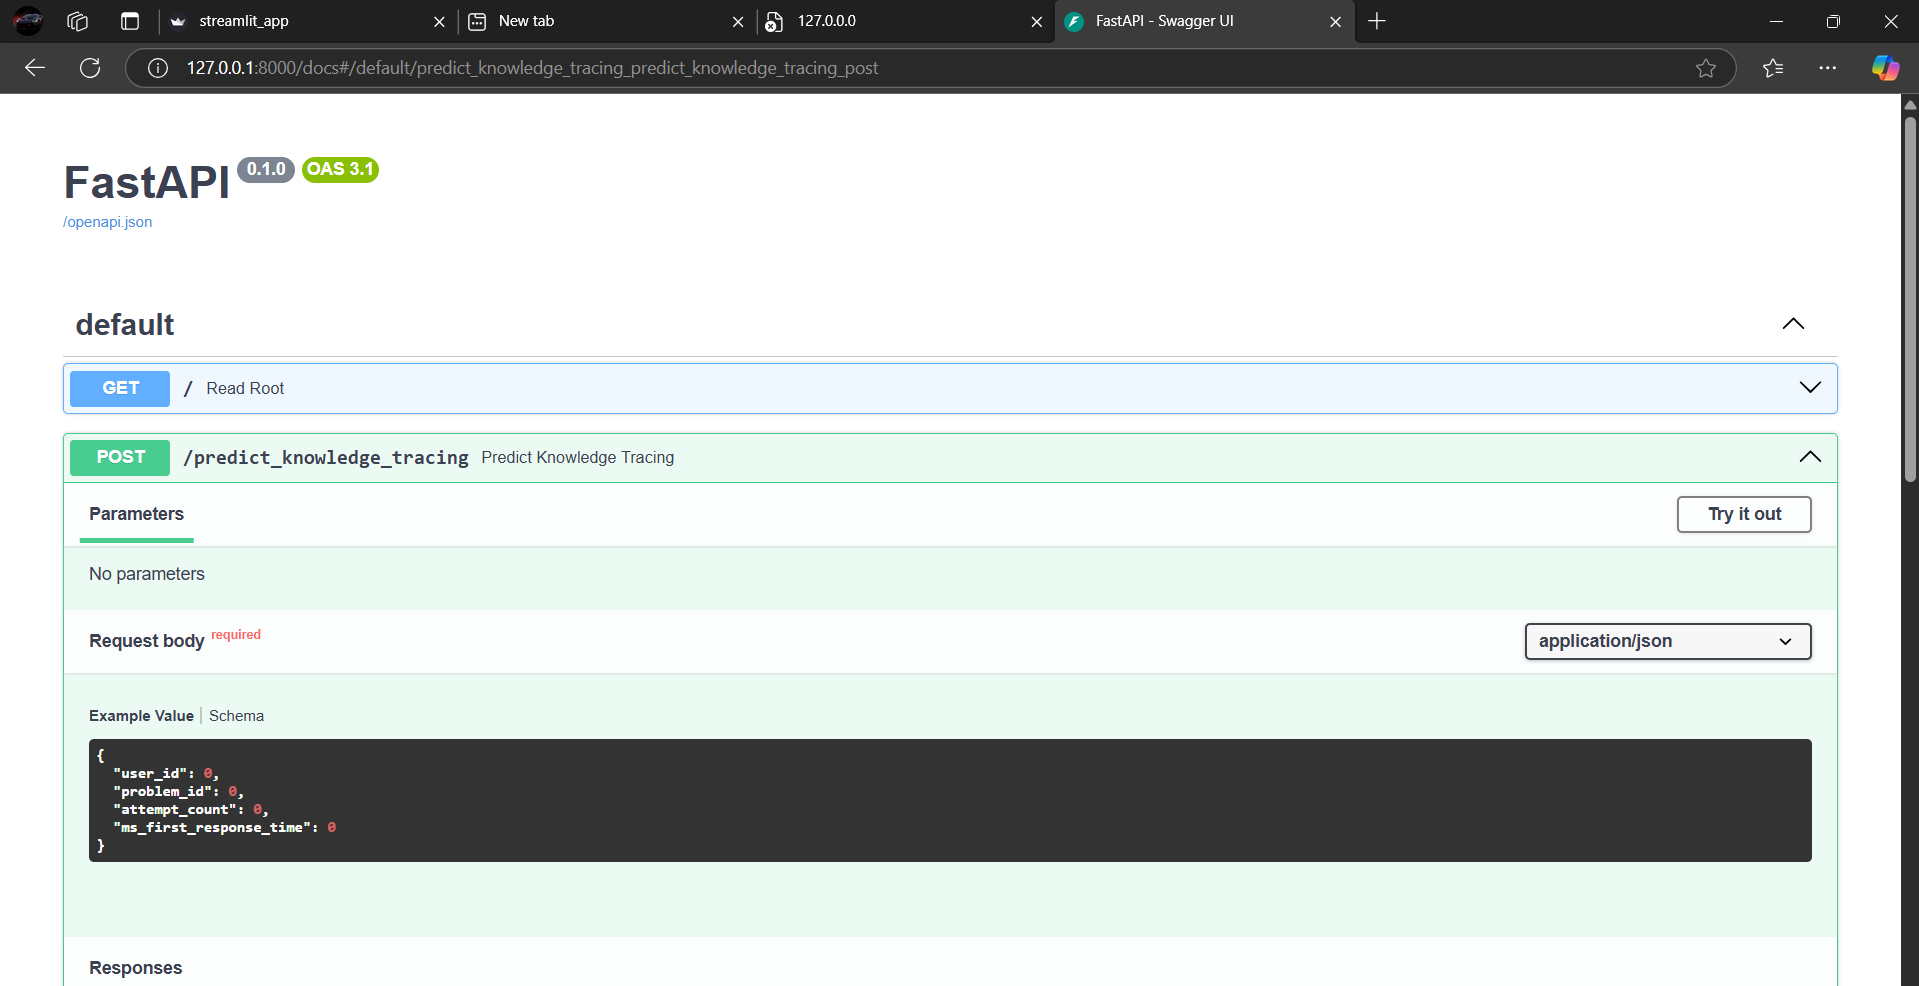 streamlit_app
New tab
127.0.0.0
FastAPI - Swagger UI
127.0.0.1:8000/docs#/default/predict_knowledge_tracing_predict_knowledge_tracing_post
FastAPI 0.1.0 OAS 3.1
/openapi.json
default
GET / Read Root
POST /predict_knowledge_tracing Predict Knowledge Tracing
Parameters Try it out
No parameters
Request body required application/json
Example Value Schema
{
"user_id": 0,
"problem_id": 0,
"attempt_count": 0,
"ms_first_response_time": 0
}
Responses